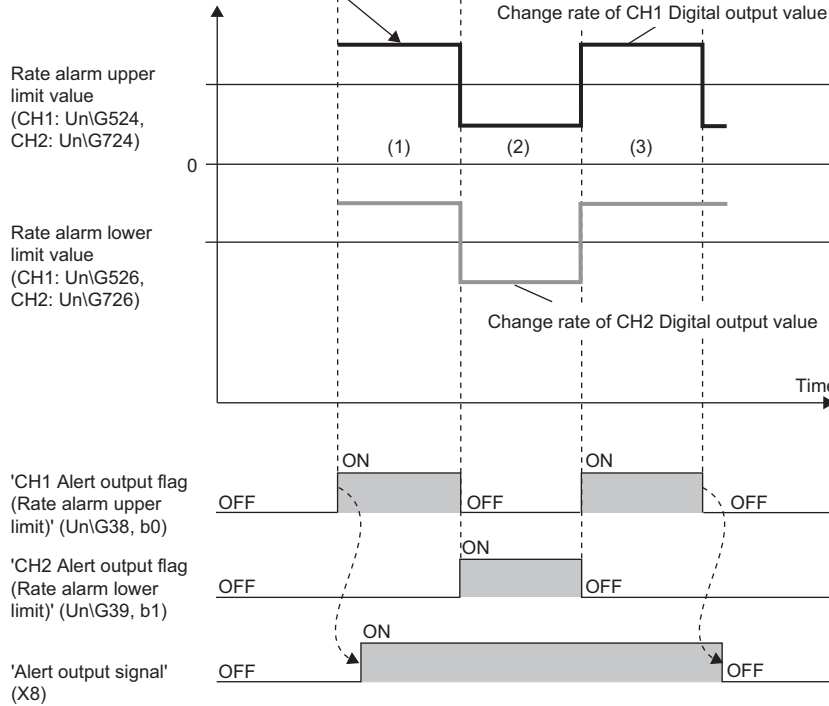 Change rate of CH1 Digital output value
Rate alarm upper
limit value
(CH1: Un\G524,
CH2: Un\G724)
(1)
(2)
(3)
0
Rate alarm lower
limit value
(CH1: Un\G526,
CH2: Un\G726)
Change rate of CH2 Digital output value
Time
'CH1 Alert output flag
(Rate alarm upper
limit)' (Un\G38, b0)
OFF
ON
OFF
ON
OFF
'CH2 Alert output flag
(Rate alarm lower
limit)' (Un\G39, b1)
OFF
ON
OFF
'Alert output signal'
(X8)
OFF
ON
OFF